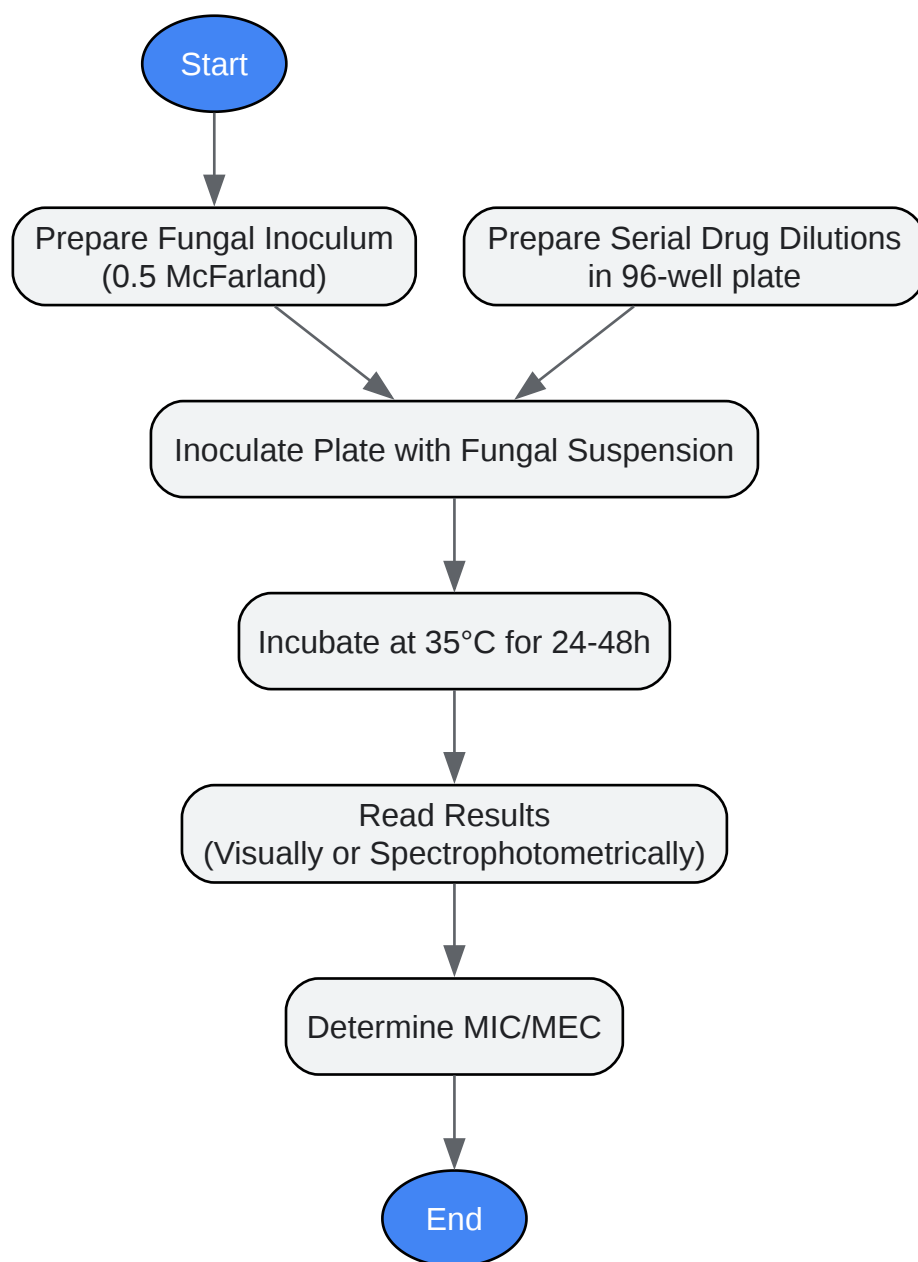 Start
Prepare Fungal Inoculum
(0.5 McFarland)
Prepare Serial Drug Dilutions
in 96-well plate
Inoculate Plate with Fungal Suspension
Incubate at 35°C for 24-48h
Read Results
(Visually or Spectrophotometrically)
Determine MIC/MEC
End